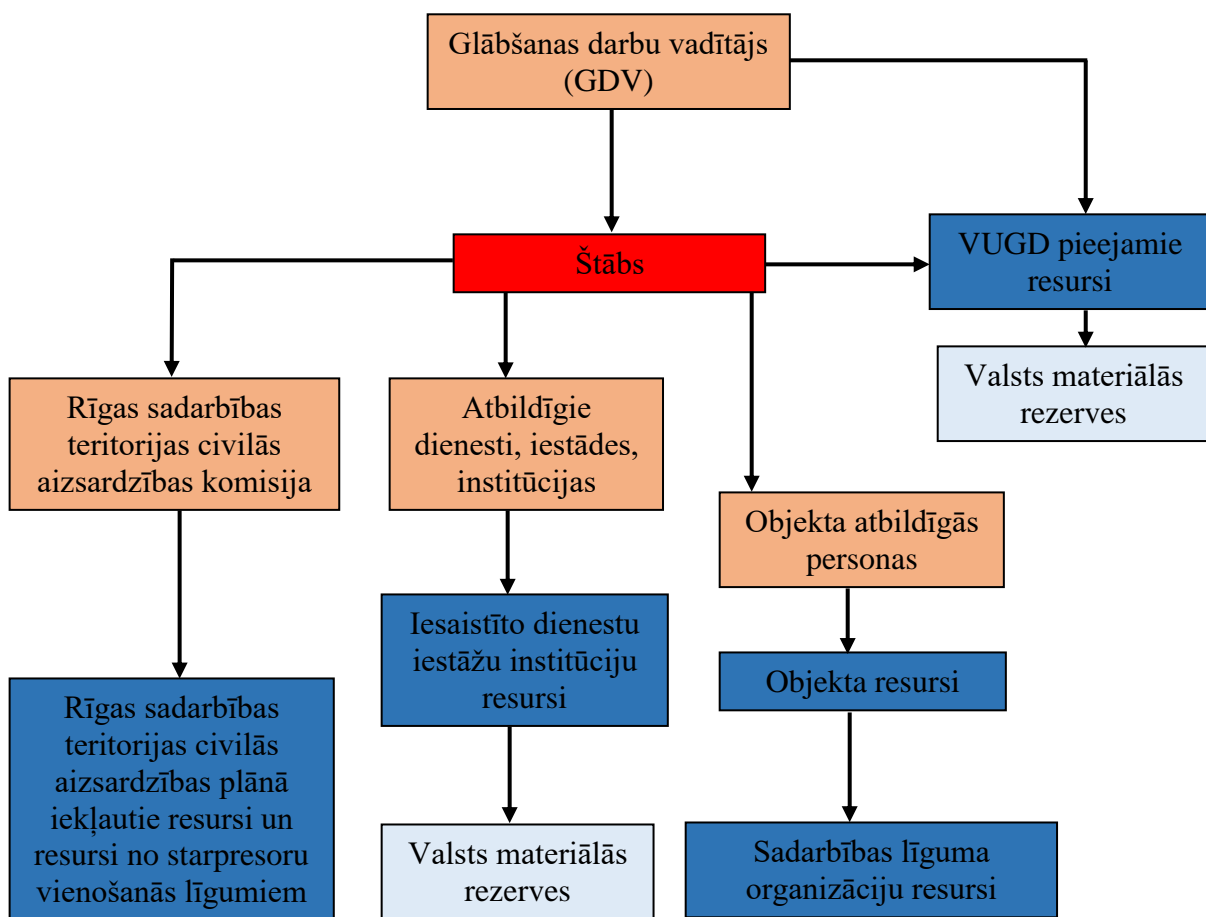 Glābšanas darbu vadītājs
(GDV)
Štābs
VUGD pieejamie
resursi
Valsts materiālās
rezerves
Rīgas sadarbības
teritorijas civilās
aizsardzības komisija
Atbildīgie
dienesti, iestādes,
institūcijas
Objekta atbildīgās
personas
Iesaistīto dienestu
iestāžu institūciju
resursi
Objekta resursi
Rīgas sadarbības
teritorijas civilās
aizsardzības plānā
iekļautie resursi un
resursi no starpresoru
vienošanās līgumiem
Valsts materiālās
rezerves
Sadarbības līguma
organizāciju resursi